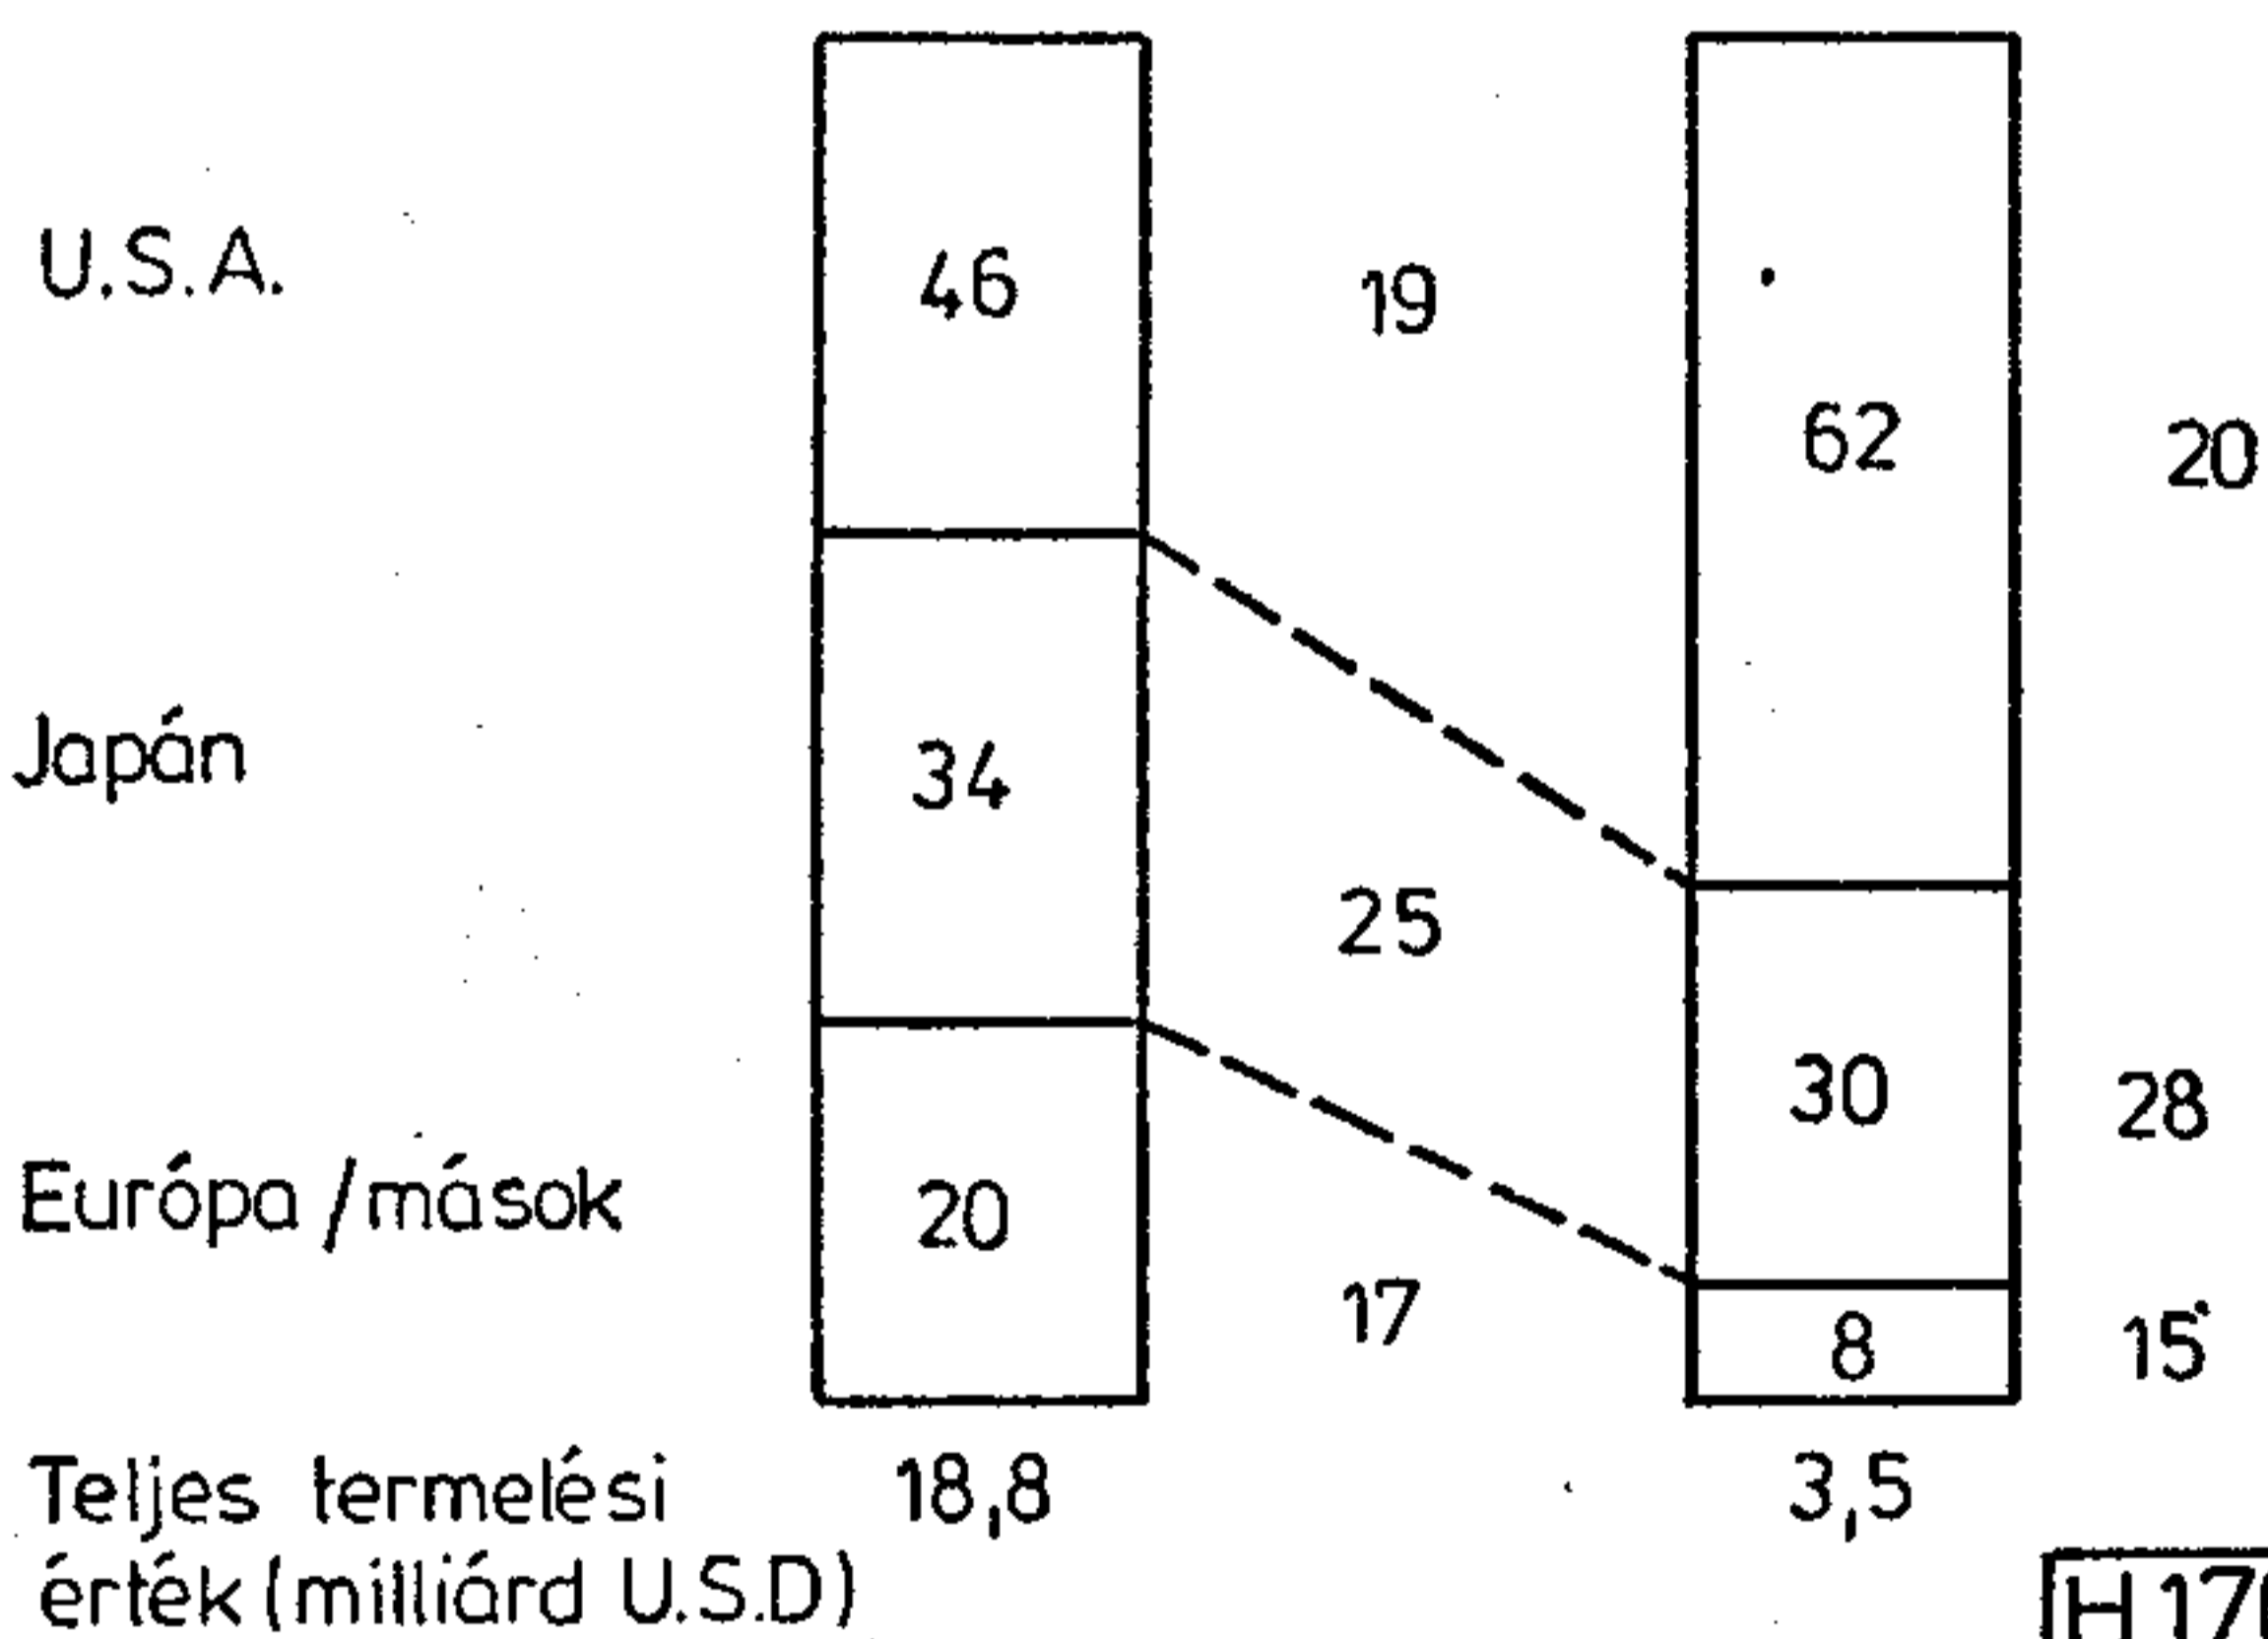 U.S.A. 46 19 62 20
Japán 34 25 30 28
Európa/mások 20 17 8 15
Teljes termelési 18,8 3,5
érték (milliárd U.S.D)